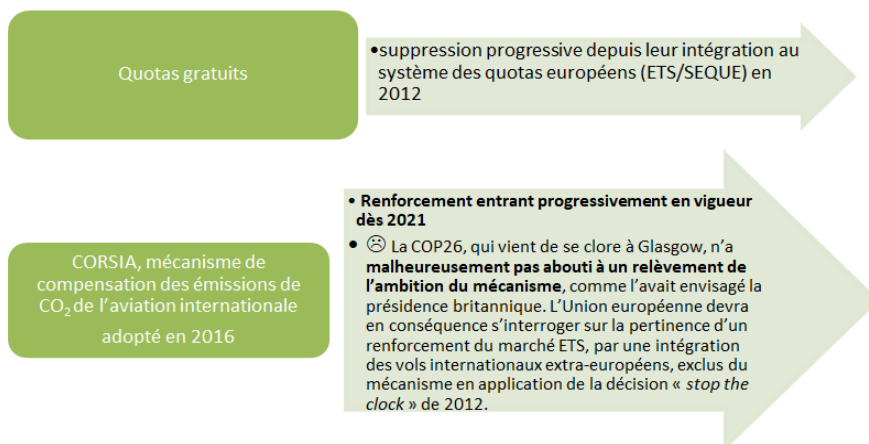 Quotas gratuits
•suppression progressive depuis leur intégration au
système des quotas européens (ETS/SEQUE) en
2012
CORSIA, mécanisme de
compensation des émissions de
CO₂ de l’aviation internationale
adopté en 2016
• Renforcement entrant progressivement en vigueur
dès 2021
• ☹ La COP26, qui vient de se clore à Glasgow, n’a
malheureusement pas abouti à un relèvement de
l’ambition du mécanisme, comme l’avait envisagé la
présidence britannique. L’Union européenne devra
en conséquence s’interroger sur la pertinence d’un
renforcement du marché ETS, par une intégration
des vols internationaux extra-européens, exclus du
mécanisme en application de la décision « stop the
clock » de 2012.